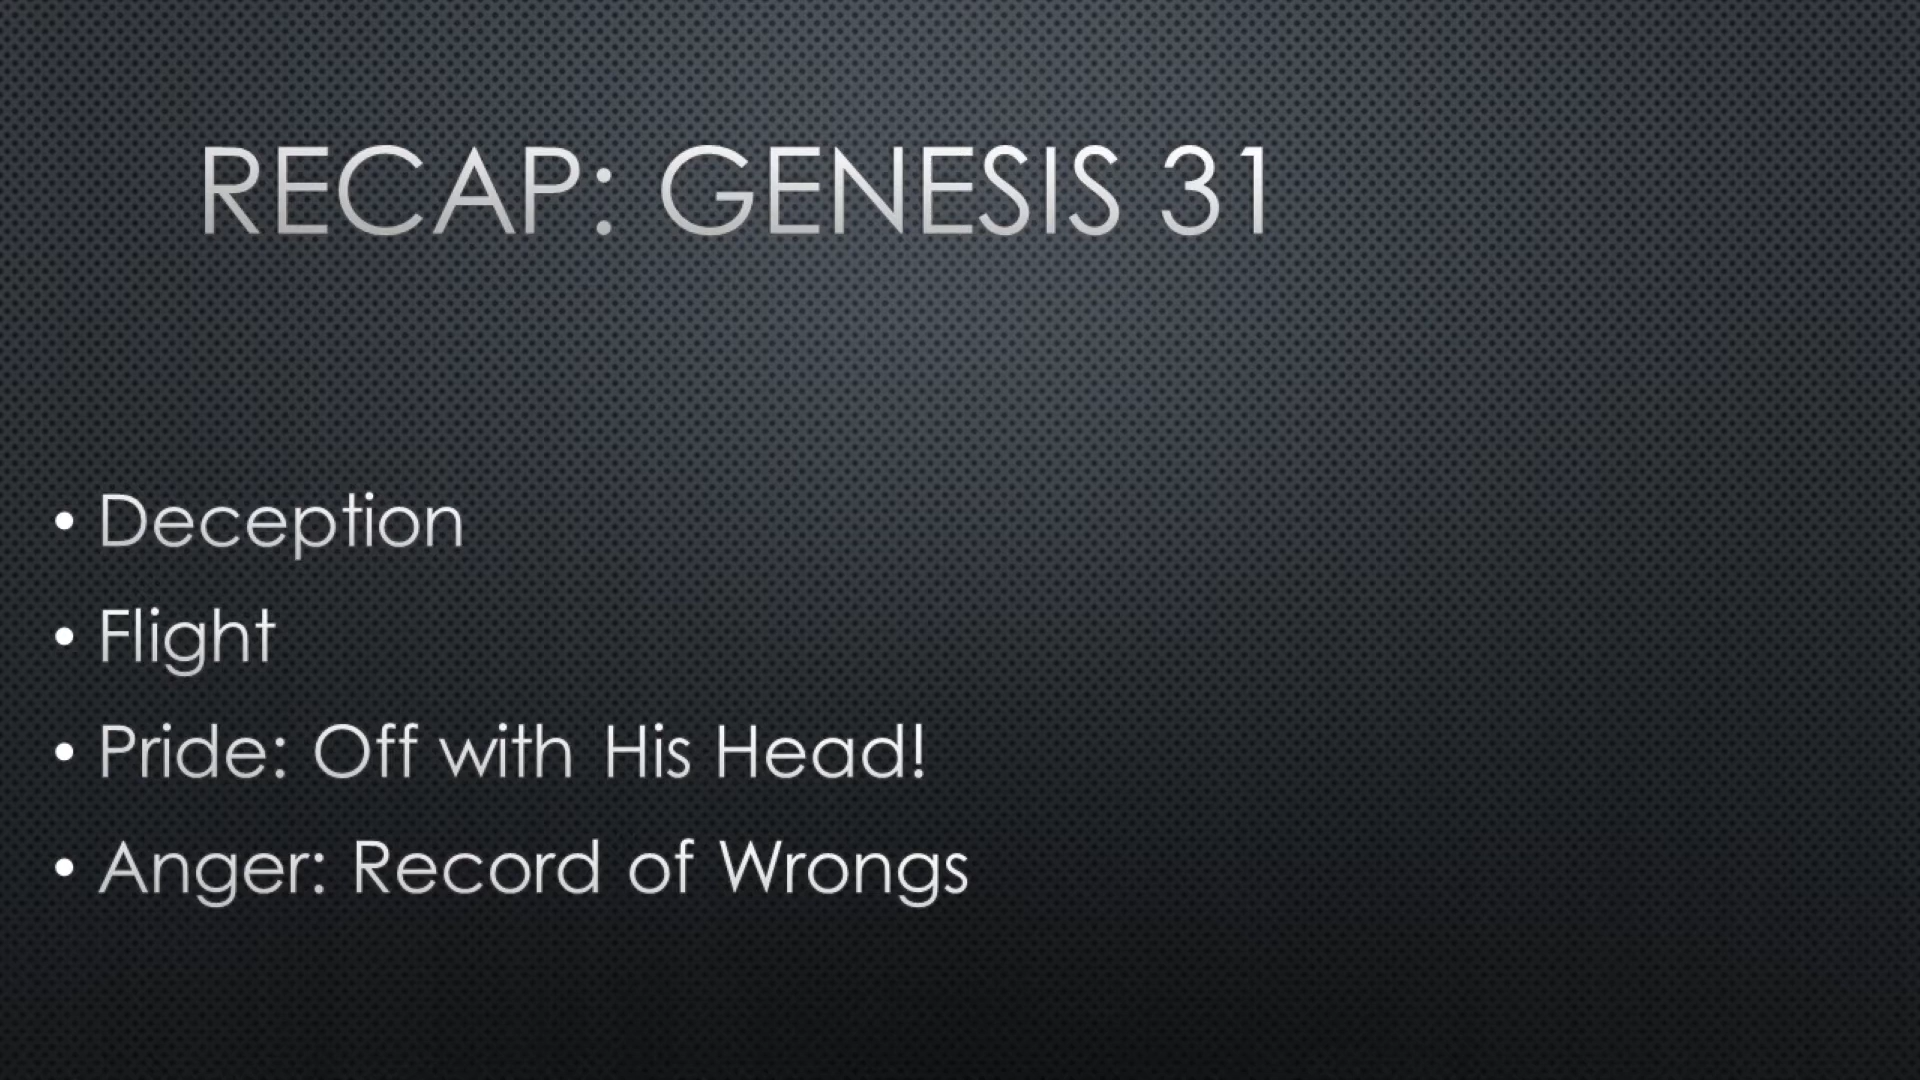 RECAP: GENESIS 31
• Deception
• Flight
• Pride: Off with His Head!
• Anger: Record of Wrongs